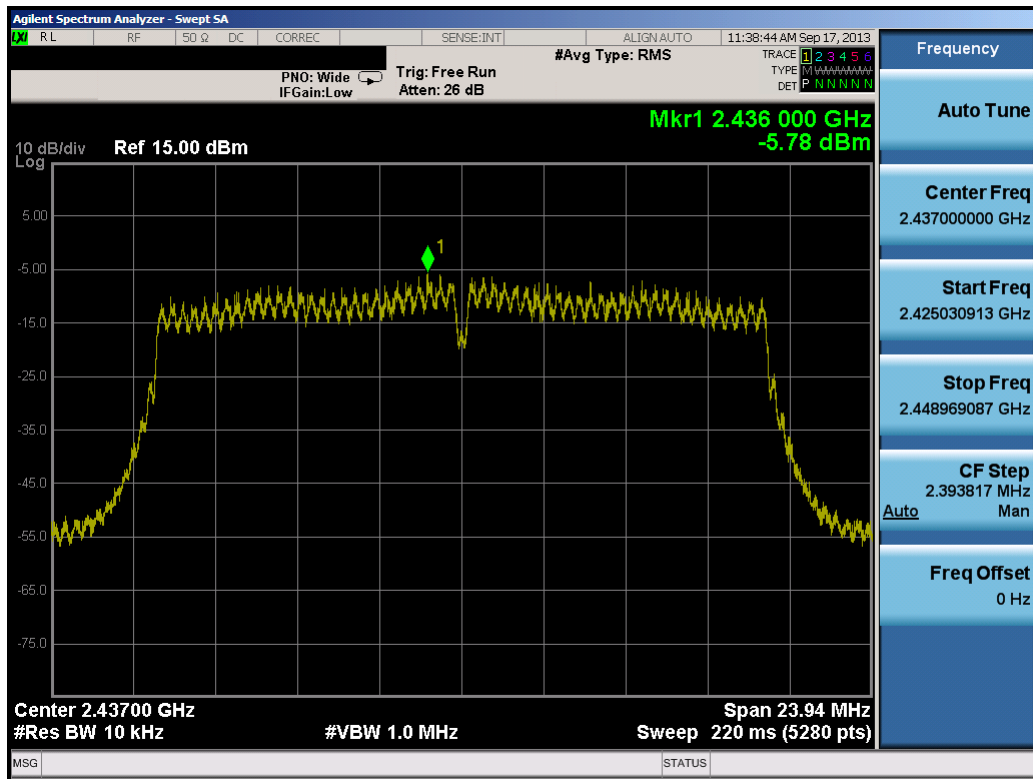 Agilent Spectrum Analyzer - Swept SA
LXI RL RF 50 Ω DC CORREC SENSE:INT ALIGN AUTO 11:38:44 AM Sep 17, 2013
#Avg Type: RMS
TRACE 1 2 3 4 5 6
PNO: Wide Trig: Free Run
TYPE M W W W W W
IFGain:Low Atten: 26 dB
DET P N N N N N
Mkr1 2.436 000 GHz
-5.78 dBm
10 dB/div Ref 15.00 dBm
Log
1
5.00
-5.00
-15.0
-25.0
-35.0
-45.0
-55.0
-65.0
-75.0
Center 2.43700 GHz Span 23.94 MHz
#Res BW 10 kHz #VBW 1.0 MHz Sweep 220 ms (5280 pts)
MSG STATUS
Frequency
Auto Tune
Center Freq
2.437000000 GHz
Start Freq
2.425030913 GHz
Stop Freq
2.448969087 GHz
CF Step
2.393817 MHz
Auto Man
Freq Offset
0 Hz